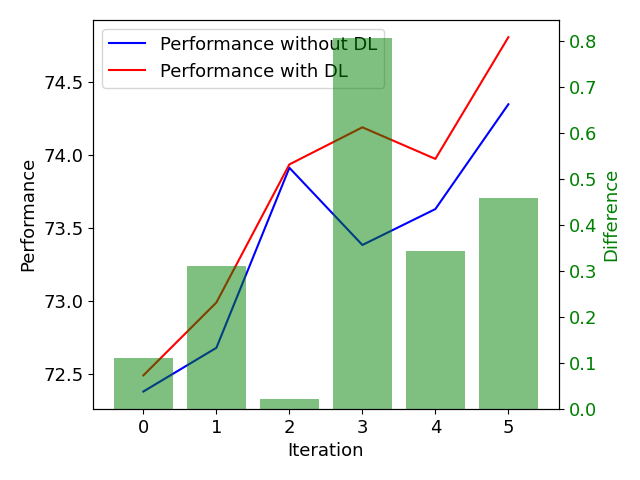 Performance without DL
Performance with DL
74.5
74.0
73.5
73.0
72.5
Performance
0.8
0.7
0.6
0.5
0.4
0.3
0.2
0.1
0.0
Difference
0 1 2 3 4 5
Iteration